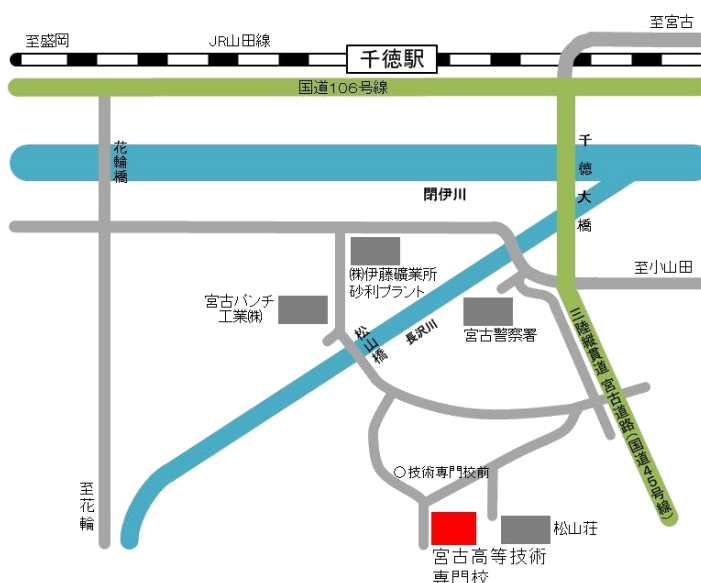 至宮古
至盛岡
JR山田線
千徳駅
国道106号線
花輪橋
千徳大橋
閉伊川
至小山田
㈱伊藤礦業所
砂利プラント
宮古パンチ
工業㈱
松山橋
長沢川
宮古警察署
三陸縦貫道 宮古道路(国道45号線)
○技術専門校前
至花輪
松山荘
宮古高等技術
専門校